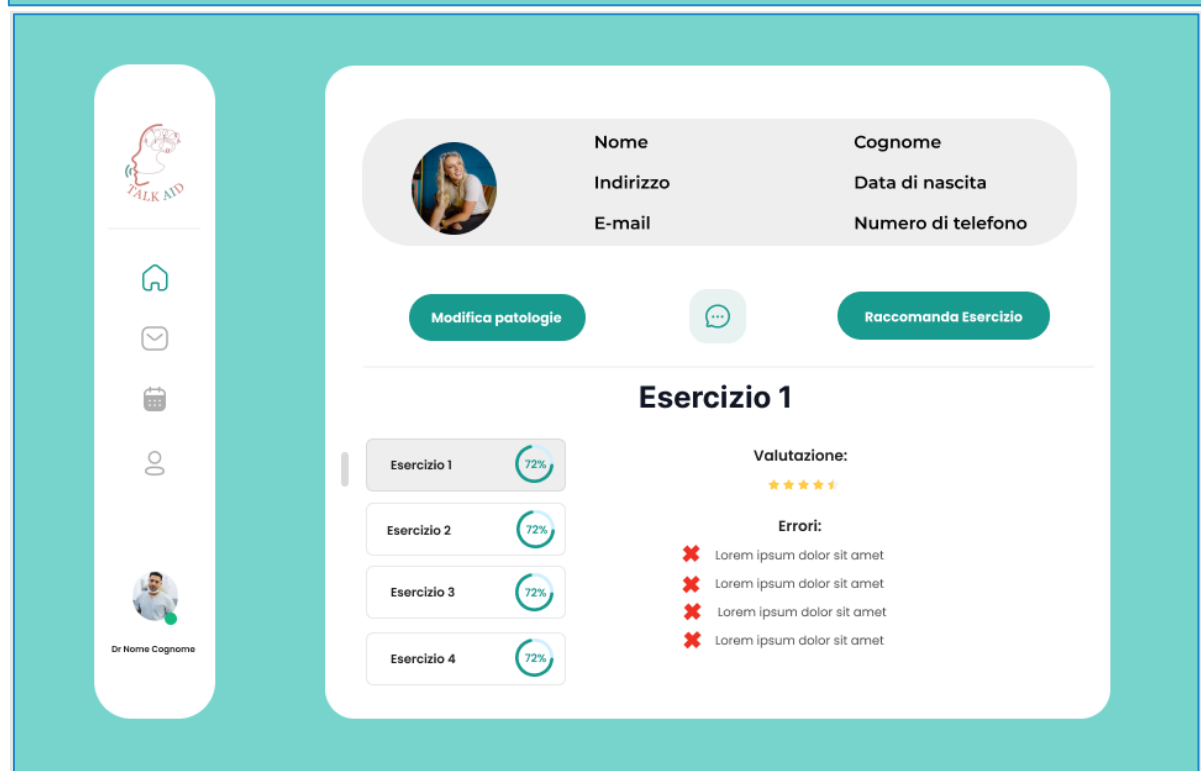 TALK AID
Nome
Cognome
Indirizzo
Data di nascita
E-mail
Numero di telefono
Modifica patologie
Raccomanda Esercizio
Esercizio 1
Esercizio 1
72%
Esercizio 2
72%
Esercizio 3
72%
Esercizio 4
72%
Valutazione:
Errori:
Lorem ipsum dolor sit amet
Lorem ipsum dolor sit amet
Lorem ipsum dolor sit amet
Lorem ipsum dolor sit amet
Dr Nome Cognome